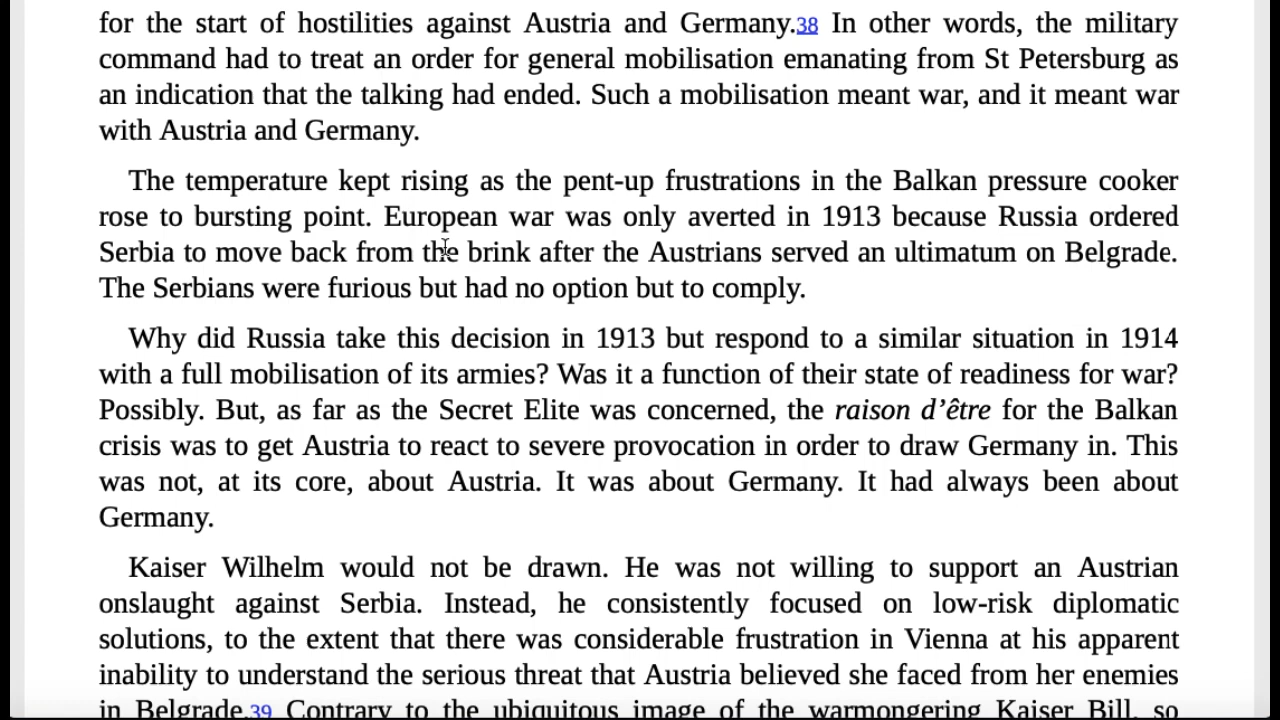 for the start of hostilities against Austria and Germany.38 In other words, the military
command had to treat an order for general mobilisation emanating from St Petersburg as
an indication that the talking had ended. Such a mobilisation meant war, and it meant war
with Austria and Germany.
The temperature kept rising as the pent-up frustrations in the Balkan pressure cooker
rose to bursting point. European war was only averted in 1913 because Russia ordered
Serbia to move back from the brink after the Austrians served an ultimatum on Belgrade.
The Serbians were furious but had no option but to comply.
Why did Russia take this decision in 1913 but respond to a similar situation in 1914
with a full mobilisation of its armies? Was it a function of their state of readiness for war?
Possibly. But, as far as the Secret Elite was concerned, the raison d’être for the Balkan
crisis was to get Austria to react to severe provocation in order to draw Germany in. This
was not, at its core, about Austria. It was about Germany. It had always been about
Germany.
Kaiser Wilhelm would not be drawn. He was not willing to support an Austrian
onslaught against Serbia. Instead, he consistently focused on low-risk diplomatic
solutions, to the extent that there was considerable frustration in Vienna at his apparent
inability to understand the serious threat that Austria believed she faced from her enemies
in Belgrade.39 Contrary to the ubiquitous image of the warmongering Kaiser Bill, so